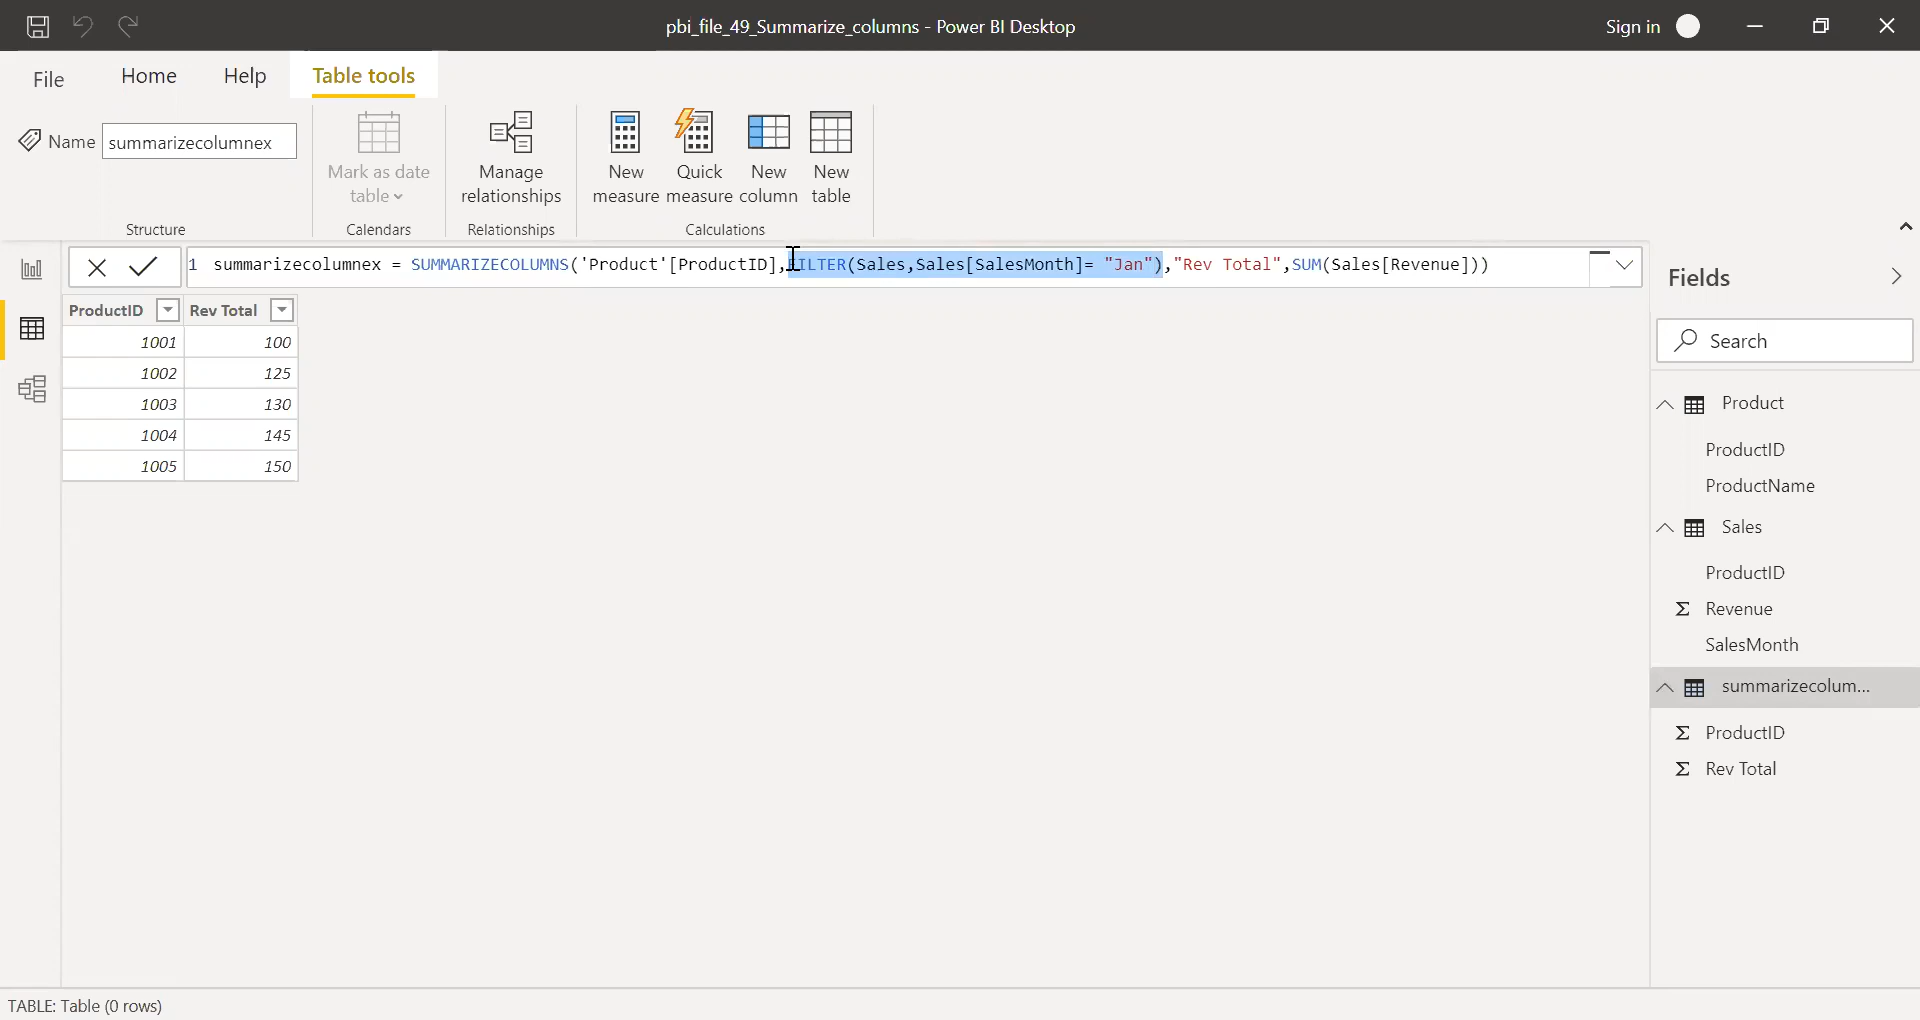 pbi_file_49_Summarize_columns - Power BI Desktop
Sign in
File
Home
Help
Table tools
Name
summarizecolumnex
Structure
Mark as date
table
Calendars
Manage
relationships
Relationships
New
measure
Quick
measure
New
column
New
table
Calculations
1 summarizecolumnex = SUMMARIZECOLUMNS('Product'[ProductID],FILTER(Sales,Sales[SalesMonth]= "Jan"),"Rev Total",SUM(Sales[Revenue]))
ProductID Rev Total
1001 100
1002 125
1003 130
1004 145
1005 150
Fields
Search
Product
ProductID
ProductName
Sales
ProductID
Σ Revenue
SalesMonth
summarizecolum...
Σ ProductID
Σ Rev Total
TABLE: Table (0 rows)